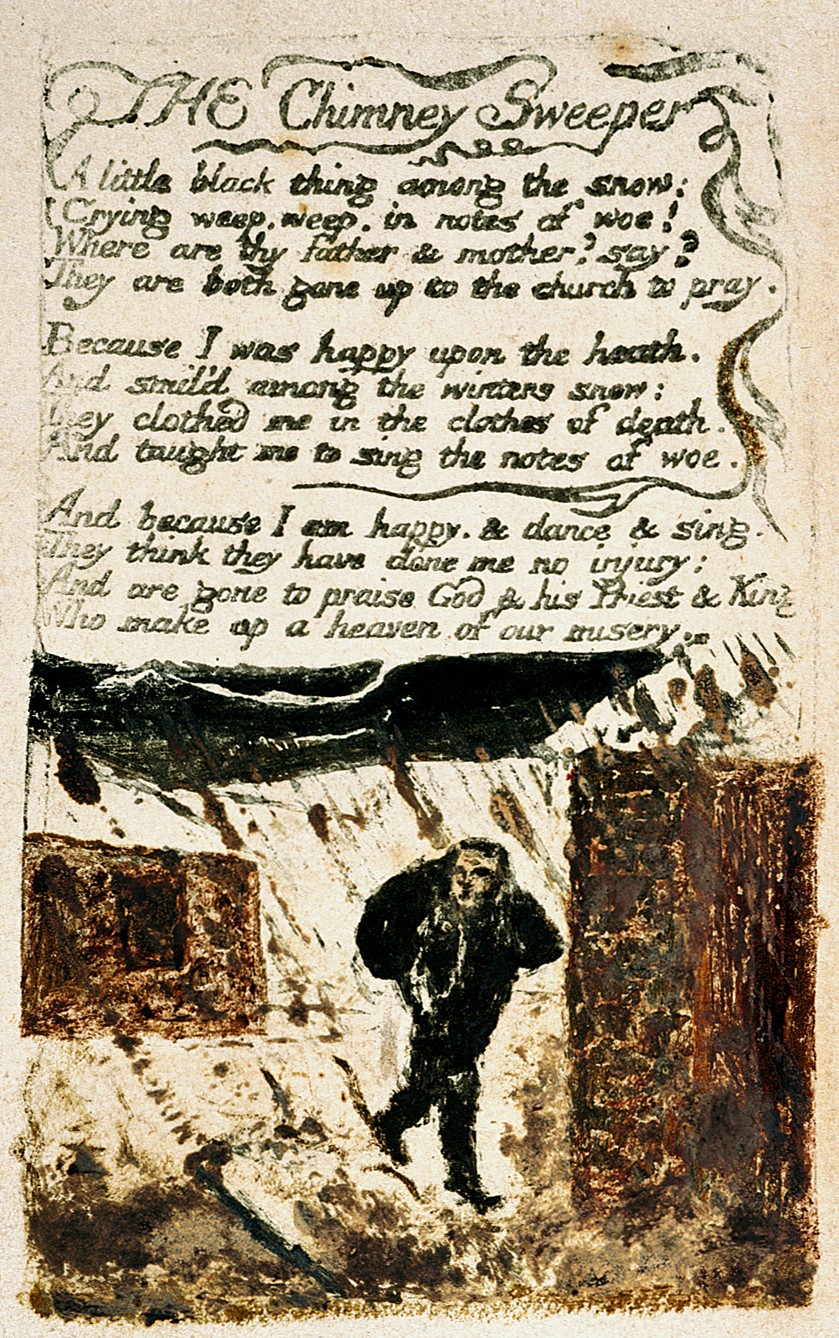 THE Chimney Sweeper
A little black thing among the snow:
Crying weep, weep, in notes of woe!
Where are thy father & mother? say?
They are both gone up to the church to pray.
Because I was happy upon the heath.
And smil'd among the winters snow:
They clothed me in the clothes of death.
And taught me to sing the notes of woe.
And because I am happy. & dance & sing.
They think they have done me no injury:
And are gone to praise God & his Priest & King
Who make up a heaven of our misery.